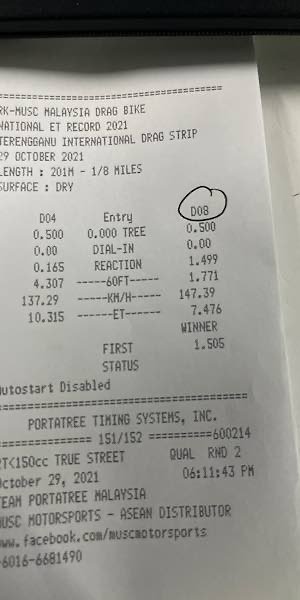 RK-MUSC MALAYSIA DRAG BIKE
NATIONAL ET RECORD 2021
TERENGGANU INTERNATIONAL DRAG STRIP
29 OCTOBER 2021
LENGTH : 201M - 1/8 MILES
SURFACE : DRY
D04 Entry D08
0.500 0.000 TREE 0.500
0.00 DIAL-IN 0.00
0.165 REACTION 1.499
4.307 -----60FT----- 1.771
137.29 -----KM/H----- 147.39
10.315 ------ET------ 7.476
WINNER
FIRST 1.505
STATUS
utostart Disabled
PORTATREE TIMING SYSTEMS, INC.
============== 151/152 ==========600214
RT<150cc TRUE STREET QUAL RND 2
October 29, 2021 06:11:43 PM
TEAM PORTATREE MALAYSIA
MUSC MOTORSPORTS - ASEAN DISTRIBUTOR
www.facebook.com/muscmotorsports
-6016-6681490